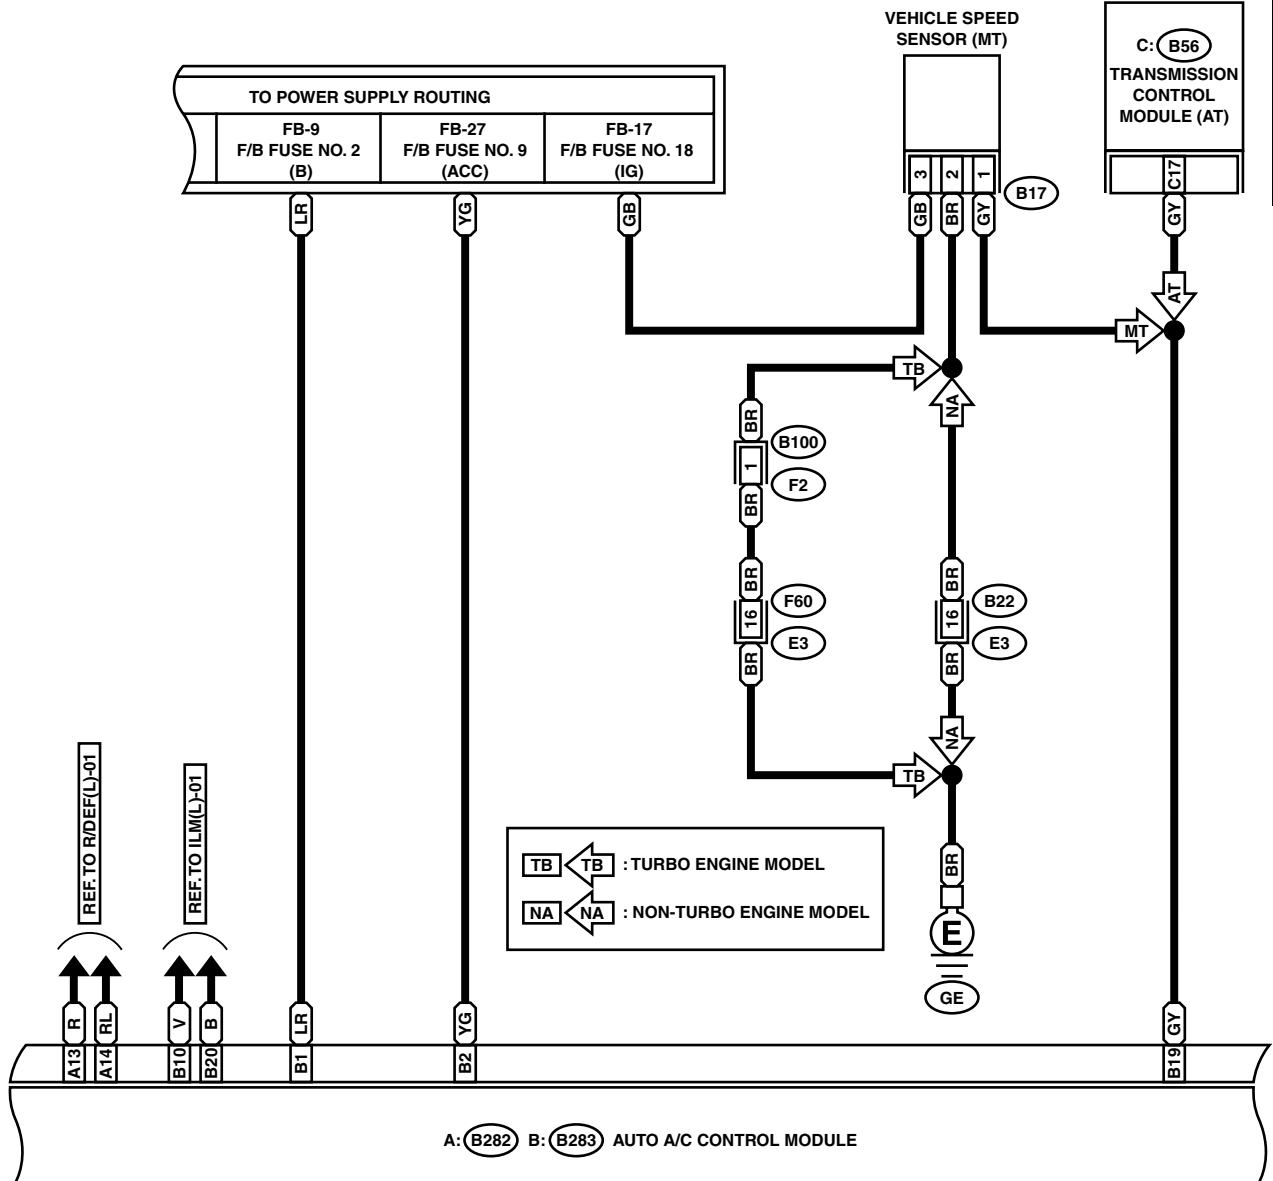 VEHICLE SPEED
SENSOR (MT)
C: B56
TRANSMISSION
CONTROL
MODULE (AT)
TO POWER SUPPLY ROUTING
FB-9
F/B FUSE NO. 2
(B)
FB-27
F/B FUSE NO. 9
(ACC)
FB-17
F/B FUSE NO. 18
(IG)
3
2
1
B17
C17
LR
YG
GB
GB
BR
GY
GY
AT
MT
TB
NA
BR
1
BR
B100
F2
BR
16
BR
F60
E3
BR
16
BR
B22
E3
NA
TB
REF. TO R/DEF(L)-01
REF. TO ILM(L)-01
TB TB : TURBO ENGINE MODEL
NA NA : NON-TURBO ENGINE MODEL
BR
E
GE
R
RL
V
B
LR
YG
GY
A13
A14
B10
B20
B1
B2
B19
A: B282 B: B283 AUTO A/C CONTROL MODULE